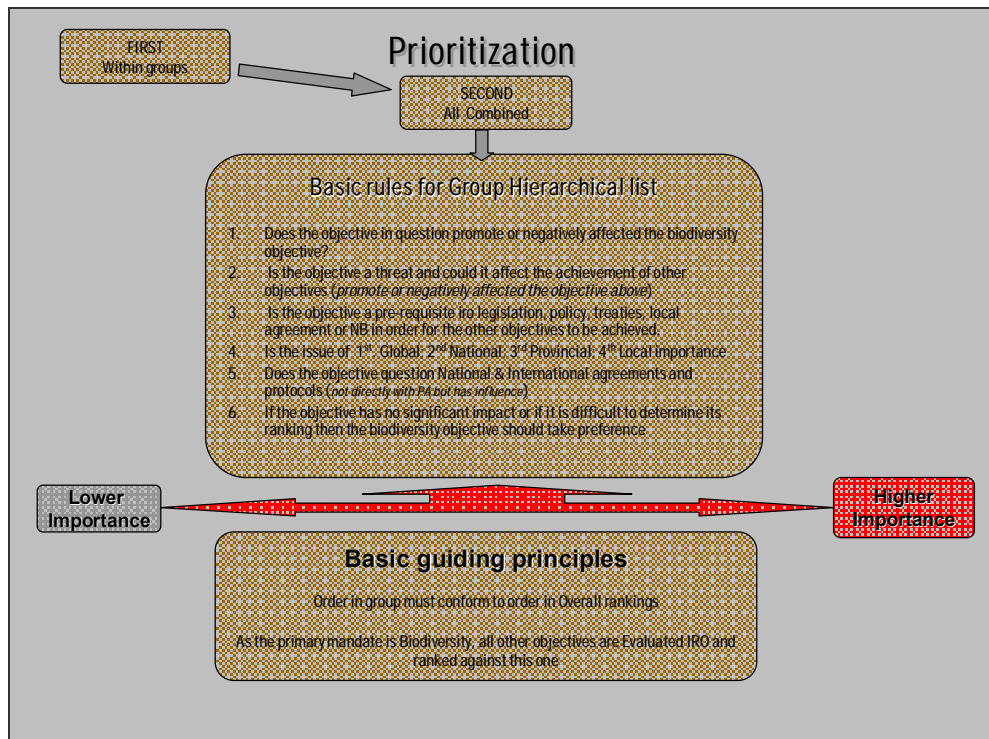 Prioritization
FIRST
Within groups
SECOND
All Combined
Basic rules for Group Hierarchical list
1. Does the objective in question promote or negatively affected the biodiversity
objective?
2. Is the objective a threat and could it affect the achievement of other
objectives (promote or negatively affected the objective above)
3. Is the objective a pre-requisite iro legislation, policy, treaties, local
agreement or NB in order for the other objectives to be achieved.
4. Is the issue of 1st. Global: 2nd National: 3rd Provincial: 4th Local importance
5. Does the objective question National & International agreements and
protocols (not directly with PA but has influence)
6. If the objective has no significant impact or if it is difficult to determine its
ranking then the biodiversity objective should take preference
Lower
Importance
Higher
Importance
Basic guiding principles
Order in group must conform to order in Overall rankings
As the primary mandate is Biodiversity, all other objectives are Evaluated IRO and
ranked against this one